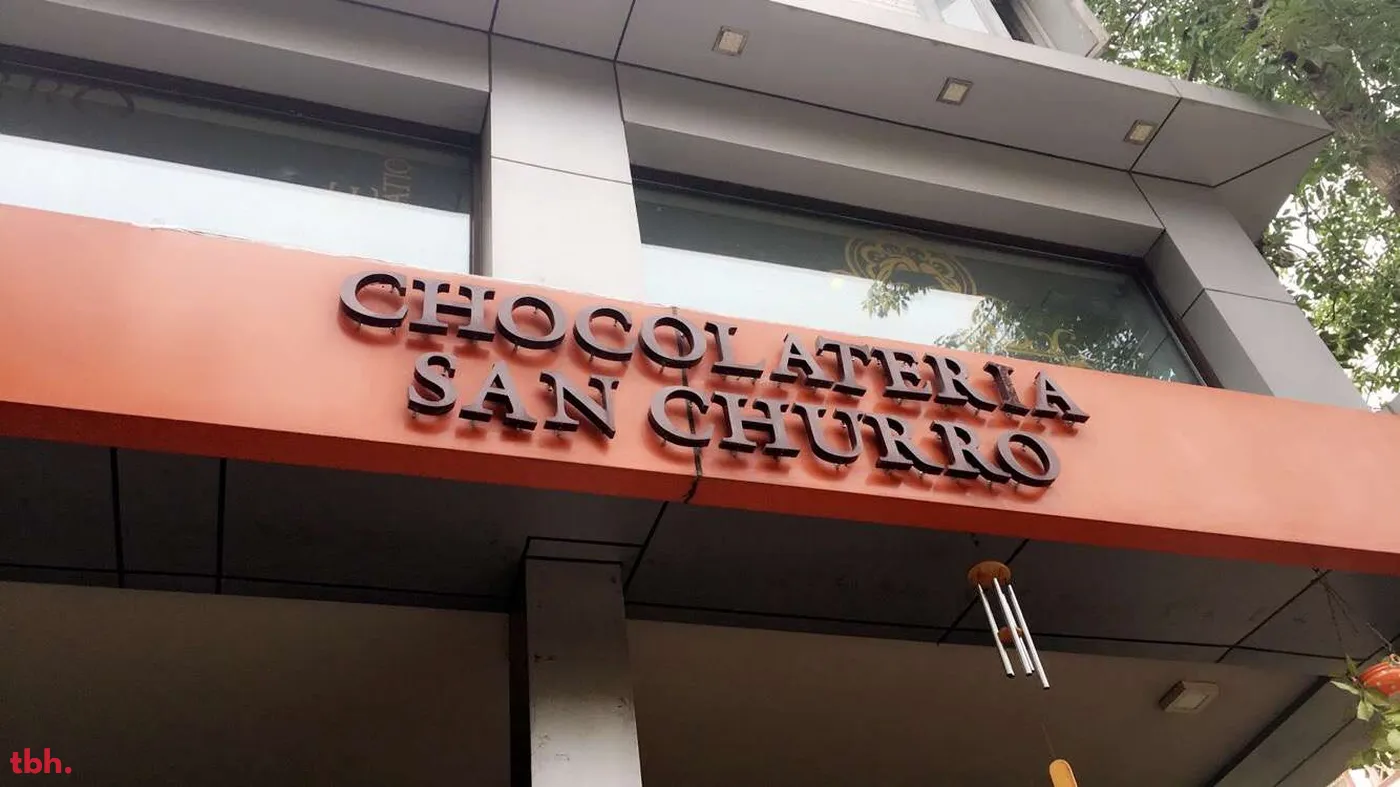 CHOCOLATERIA
SAN CHURRO
tbh.